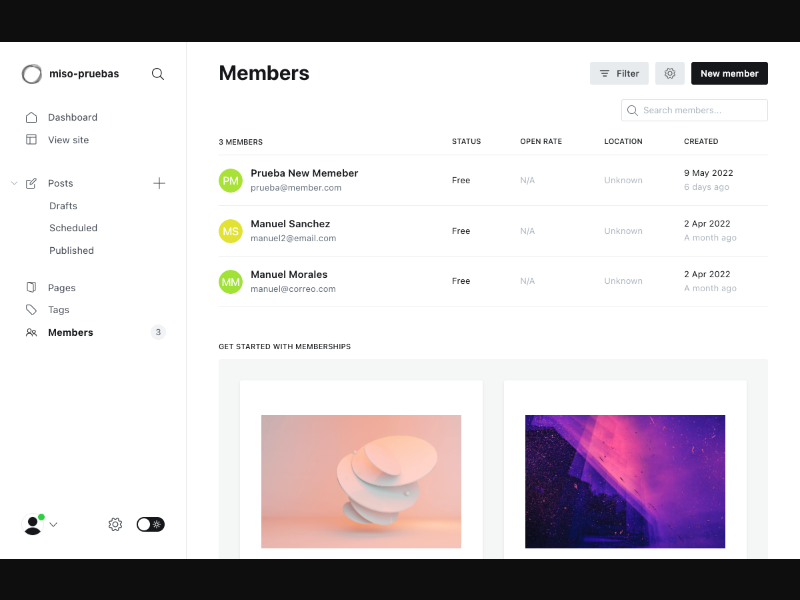 miso-pruebas
Dashboard
View site
Posts
Drafts
Scheduled
Published
Pages
Tags
Members
3
Members
Filter
New member
Search members...
3 MEMBERS STATUS OPEN RATE LOCATION CREATED
PM Prueba New Memeber Free N/A Unknown 9 May 2022
prueba@member.com 6 days ago
MS Manuel Sanchez Free N/A Unknown 2 Apr 2022
manuel2@email.com A month ago
MM Manuel Morales Free N/A Unknown 2 Apr 2022
manuel@correo.com A month ago
GET STARTED WITH MEMBERSHIPS